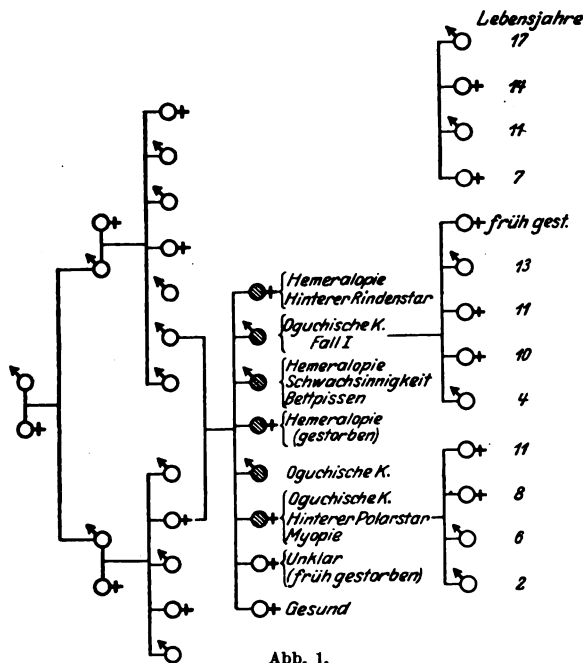 Lebensjahre
17
14
11
7
früh gest.
13
11
10
4
Hemeralopie
Hinterer Rindenstar
Oguchische K.
Fall I
Hemeralopie
Schwachsinnigkeit
Bettpissen
Hemeralopie
(gestorben)
Oguchische K.
Oguchische K.
Hinterer Polarstar
Myopie
Unklar
(früh gestorben)
Gesund
11
8
6
2
Abb. 1.